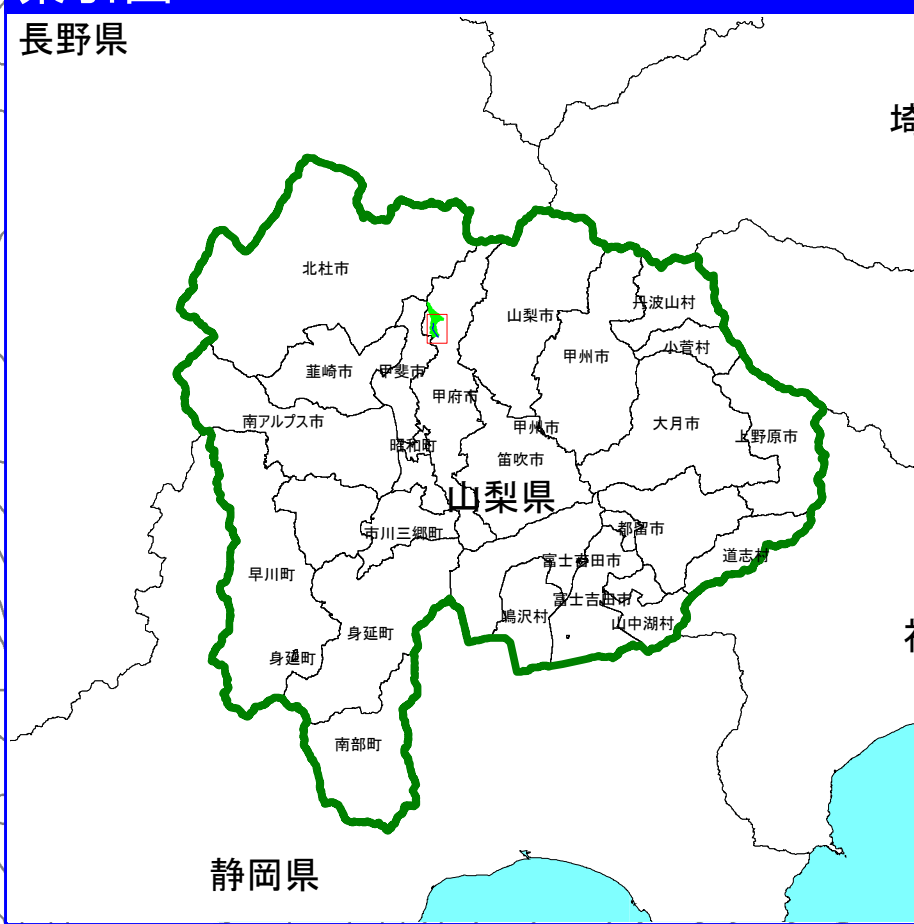 長野県
北杜市
丹波山村
山梨市
小菅村
甲州市
韮崎市
甲斐市
甲府市
南アルプス市
大月市
甲州市
上野原市
昭和町
笛吹市
山梨県
市川三郷町
都留市
道志村
早川町
富士吉田市
鳴沢村
山中湖村
身延町
身延町
南部町
静岡県